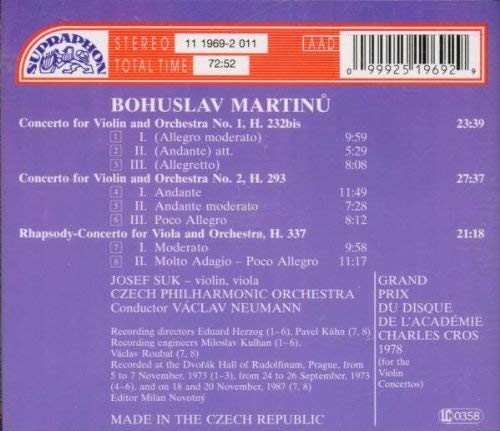 SUPRAPHON
STEREO 11 1969-2 011 AAD
TOTAL TIME 72:52
0 99925 19692 9
BOHUSLAV MARTINŮ
Concerto for Violin and Orchestra No. 1, H. 232bis 23:39
1 I. (Allegro moderato) 9:59
2 II. (Andante) att. 5:29
3 III. (Allegretto) 8:08
Concerto for Violin and Orchestra No. 2, H. 293 27:37
4 I. Andante 11:49
5 II. Andante moderato 7:28
6 III. Poco Allegro 8:12
Rhapsody-Concerto for Viola and Orchestra, H. 337 21:18
7 I. Moderato 9:58
8 II. Molto Adagio – Poco Allegro 11:17
JOSEF SUK – violin, viola
CZECH PHILHARMONIC ORCHESTRA
Conductor VÁCLAV NEUMANN
Recording directors Eduard Herzog (1–6), Pavel Kühn (7, 8)
Recording engineers Miloslav Kulhan (1–6),
Václav Roubal (7, 8)
Recorded at the Dvořák Hall of Rudolfinum, Prague, from
5 to 7 November, 1973 (1–3), from 24 to 26 September, 1973
(4–6), and on 18 and 20 November, 1987 (7, 8)
Editor Milan Novotný
MADE IN THE CZECH REPUBLIC
GRAND
PRIX
DU DISQUE
DE L'ACADÉMIE
CHARLES CROS
1978
(for the
Violin
Concertos)
LC 0358